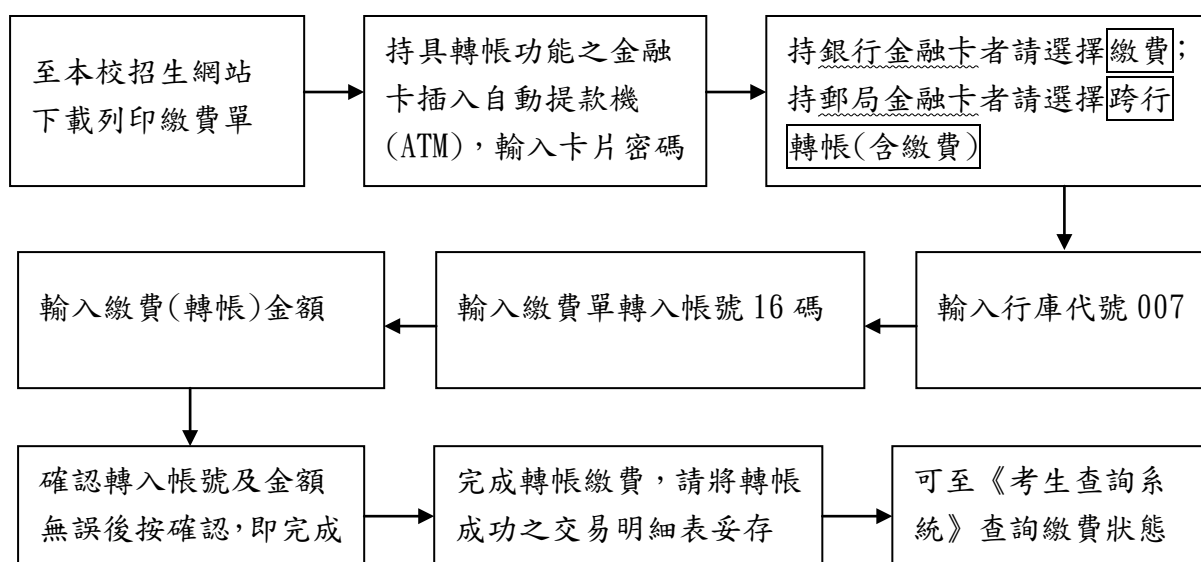 至本校招生網站
下載列印繳費單
持具轉帳功能之金融
卡插入自動提款機
(ATM)，輸入卡片密碼
持銀行金融卡者請選擇繳費；
持郵局金融卡者請選擇跨行
轉帳(含繳費)
輸入行庫代號 007
輸入繳費單轉入帳號 16 碼
輸入繳費(轉帳)金額
確認轉入帳號及金額
無誤後按確認，即完成
完成轉帳繳費，請將轉帳
成功之交易明細表妥存
可至《考生查詢系
統》查詢繳費狀態